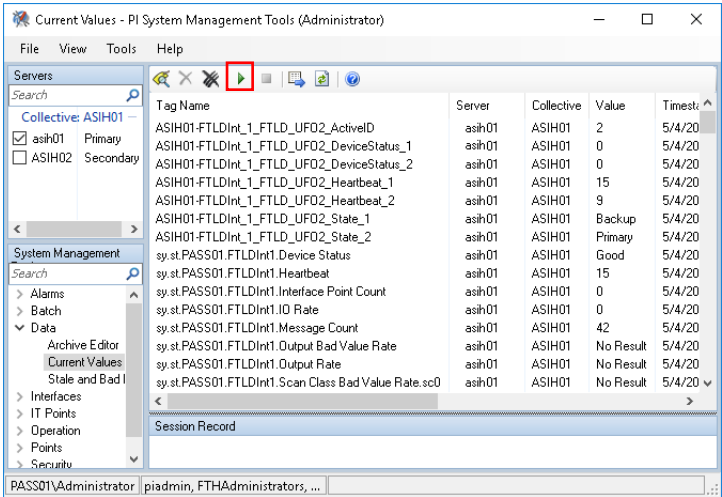 Current Values - PI System Management Tools (Administrator)
File View Tools Help
Servers
Search
Collective: ASIH01
asih01 Primary
ASIH02 Secondary
System Management
Search
Alarms
Batch
Data
Archive Editor
Current Values
Stale and Bad
Interfaces
IT Points
Operation
Points
Security
Tag Name Server Collective Value Timesta
ASIH01-FTLDInt_1_FTLD_UFO2_ActiveID asih01 ASIH01 2 5/4/20
ASIH01-FTLDInt_1_FTLD_UFO2_DeviceStatus_1 asih01 ASIH01 0 5/4/20
ASIH01-FTLDInt_1_FTLD_UFO2_DeviceStatus_2 asih01 ASIH01 0 5/4/20
ASIH01-FTLDInt_1_FTLD_UFO2_Heartbeat_1 asih01 ASIH01 15 5/4/20
ASIH01-FTLDInt_1_FTLD_UFO2_Heartbeat_2 asih01 ASIH01 9 5/4/20
ASIH01-FTLDInt_1_FTLD_UFO2_State_1 asih01 ASIH01 Backup 5/4/20
ASIH01-FTLDInt_1_FTLD_UFO2_State_2 asih01 ASIH01 Primary 5/4/20
sy.st.PASS01.FTLDInt1.Device Status asih01 ASIH01 Good 5/4/20
sy.st.PASS01.FTLDInt1.Heartbeat asih01 ASIH01 15 5/4/20
sy.st.PASS01.FTLDInt1.Interface Point Count asih01 ASIH01 0 5/4/20
sy.st.PASS01.FTLDInt1.IO Rate asih01 ASIH01 0 5/4/20
sy.st.PASS01.FTLDInt1.Message Count asih01 ASIH01 42 5/4/20
sy.st.PASS01.FTLDInt1.Output Bad Value Rate asih01 ASIH01 No Result 5/4/20
sy.st.PASS01.FTLDInt1.Output Rate asih01 ASIH01 No Result 5/4/20
sy.st.PASS01.FTLDInt1.Scan Class Bad Value Rate.sc0 asih01 ASIH01 No Result 5/4/20
Session Record
PASS01\Administrator piadmin, FTHAdministrators, ...